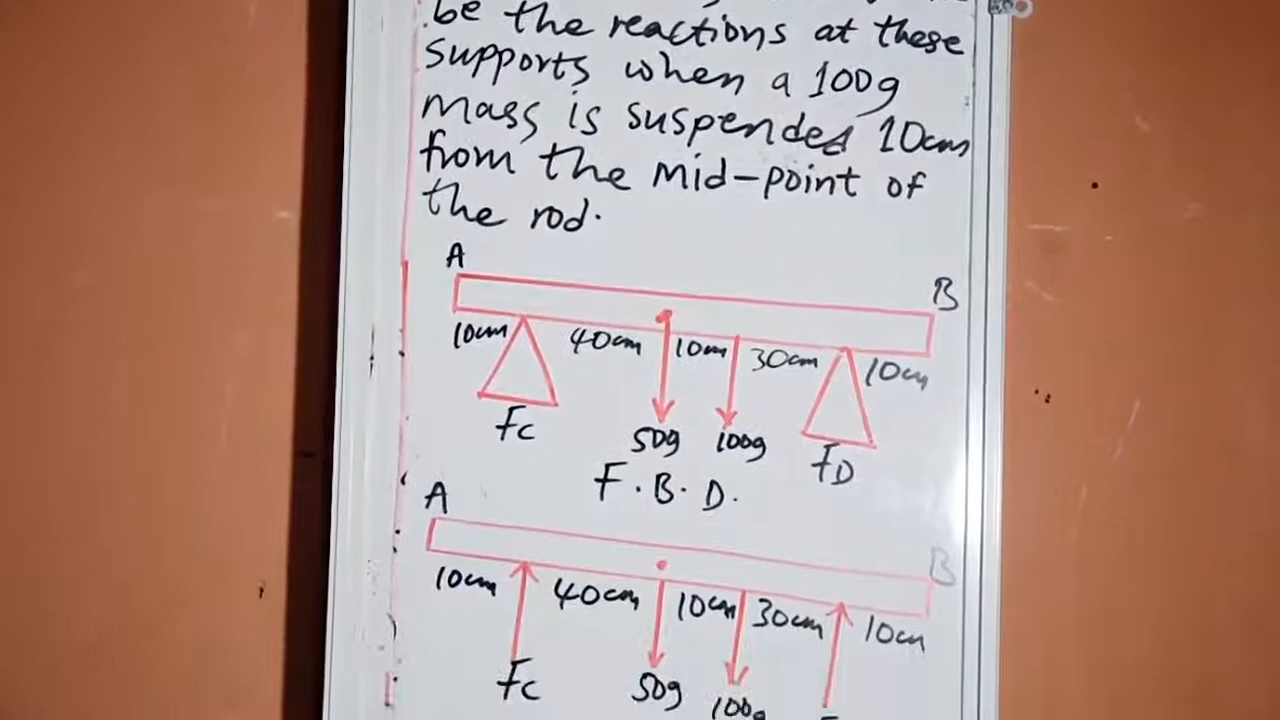 be the reactions at these
supports when a 100g
mass is suspended 10cm
from the mid-point of
the rod.
A
B
10cm 40cm 10cm 30cm 10cm
Fc 50g 100g FD
F.B.D.
A
B
10cm 40cm 10cm 30cm 10cm
Fc 50g 100g